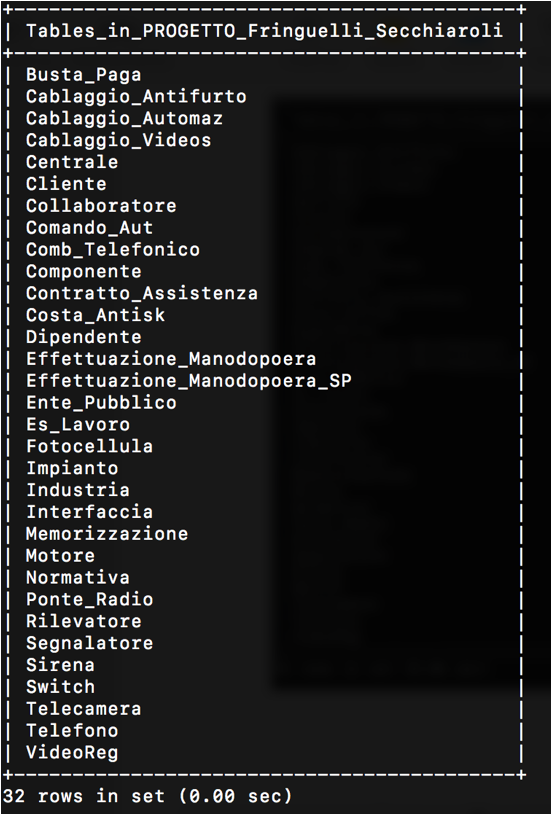 +--------------------------------------------+
| Tables_in_PROGETTO_Fringuelli_Secchiaroli |
+--------------------------------------------+
| Busta_Paga |
| Cablaggio_Antifurto |
| Cablaggio_Automaz |
| Cablaggio_Videos |
| Centrale |
| Cliente |
| Collaboratore |
| Comando_Aut |
| Comb_Telefonico |
| Componente |
| Contratto_Assistenza |
| Costa_Antisk |
| Dipendente |
| Effettuazione_Manodopoera |
| Effettuazione_Manodopoera_SP |
| Ente_Pubblico |
| Es_Lavoro |
| Fotocellula |
| Impianto |
| Industria |
| Interfaccia |
| Memorizzazione |
| Motore |
| Normativa |
| Ponte_Radio |
| Rilevatore |
| Segnalatore |
| Sirena |
| Switch |
| Telecamera |
| Telefono |
| VideoReg |
+--------------------------------------------+
32 rows in set (0.00 sec)